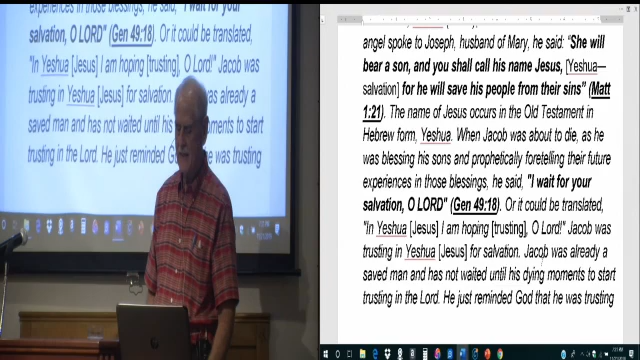 experiences in those blessings, he said, "I wait for your
salvation, O LORD" (Gen 49:18) Or it could be translated,
"In Yeshua [Jesus] I am hoping [trusting], O Lord! Jacob was
trusting in Yeshua [Jesus] for salvation. was already a
saved man and has not waited until his moments to start
trusting in the Lord. He just reminded he was trusting
angel spoke to Joseph, husband of Mary, he said: "She will
bear a son, and you shall call his name Jesus, [Yeshua—
salvation] for he will save his people from their sins" (Matt
1:21). The name of Jesus occurs in the Old Testament in
Hebrew form, Yeshua. When Jacob was about to die, as he
was blessing his sons and prophetically foretelling their future
experiences in those blessings, he said, "I wait for your
salvation, O LORD" (Gen 49:18) Or it could be translated,
"In Yeshua [Jesus] I am hoping [trusting], O Lord!" Jacob was
trusting in Yeshua [Jesus] for salvation. Jacob was already a
saved man and has not waited until his dying moments to start
trusting in the Lord. He just reminded God that he was trusting